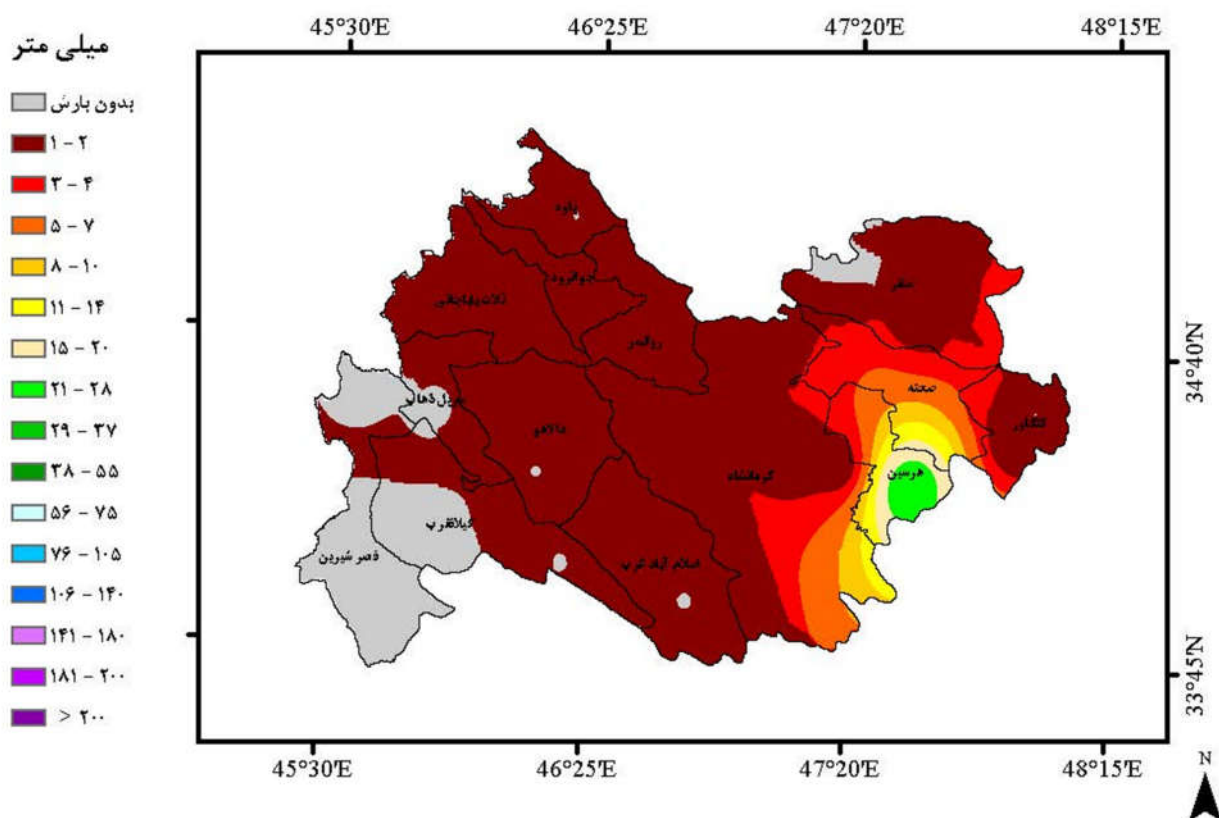 45°30'E 46°25'E 47°20'E 48°15'E
میلی متر
بدون بارش
۱ - ۲
۳ - ۴
۵ - ۷
۸ - ۱۰
۱۱ - ۱۴
۱۵ - ۲۰
۲۱ - ۲۸
۲۹ - ۳۷
۳۸ - ۵۵
۵۶ - ۷۵
۷۶ - ۱۰۵
۱۰۶ - ۱۴۰
۱۴۱ - ۱۸۰
۱۸۱ - ۲۰۰
> ۲۰۰
پاوه
جوانرود
سنقر
ثلاث باباجانی
روانسر
34°40'N
صحنه
سرپل ذهاب
کنگاور
دالاهو
کرمانشاه
هرسین
گیلانغرب
قصر شیرین
اسلام آباد غرب
33°45'N
45°30'E 46°25'E 47°20'E 48°15'E
N